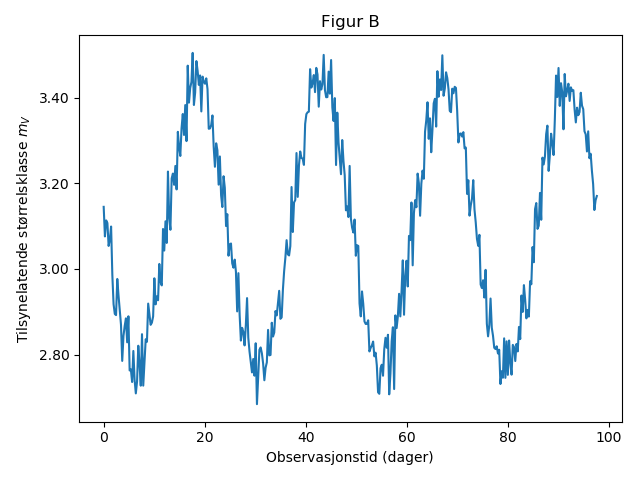 Figur B
Tilsynelatende størrelsklasse m_V
3.40
3.20
3.00
2.80
0 20 40 60 80 100
Observasjonstid (dager)